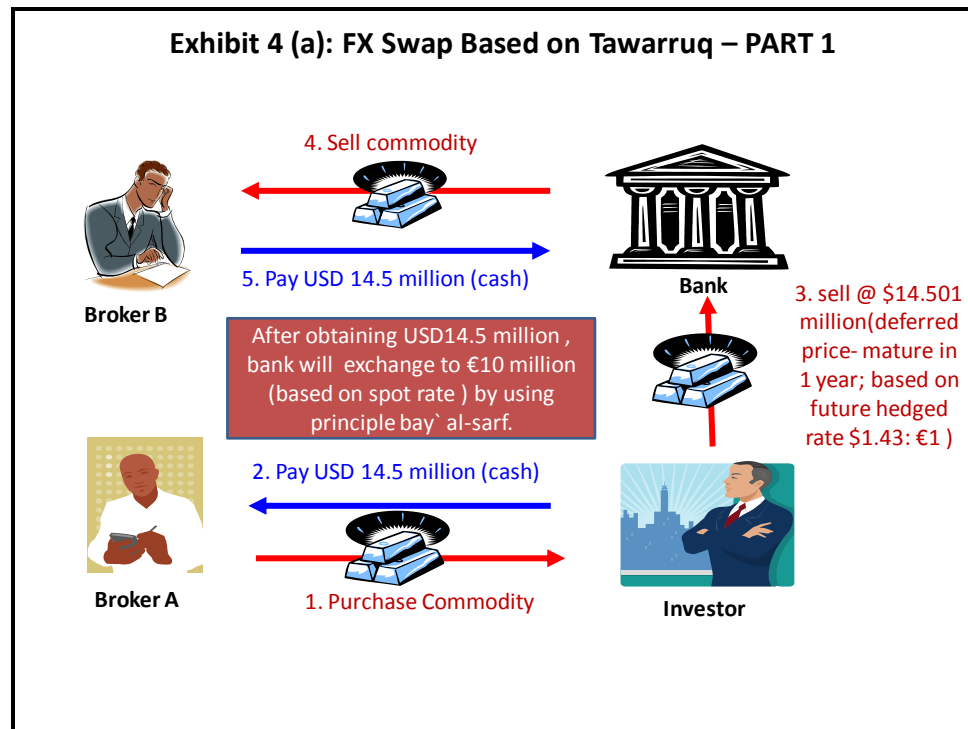 Exhibit 4 (a): FX Swap Based on Tawarruq – PART 1
4. Sell commodity
5. Pay USD 14.5 million (cash)
Broker B
Bank
3. sell @ $14.501
million(deferred
price- mature in
1 year; based on
future hedged
rate $1.43: €1 )
After obtaining USD14.5 million ,
bank will exchange to €10 million
(based on spot rate ) by using
principle bay` al-sarf.
2. Pay USD 14.5 million (cash)
Broker A
1. Purchase Commodity
Investor